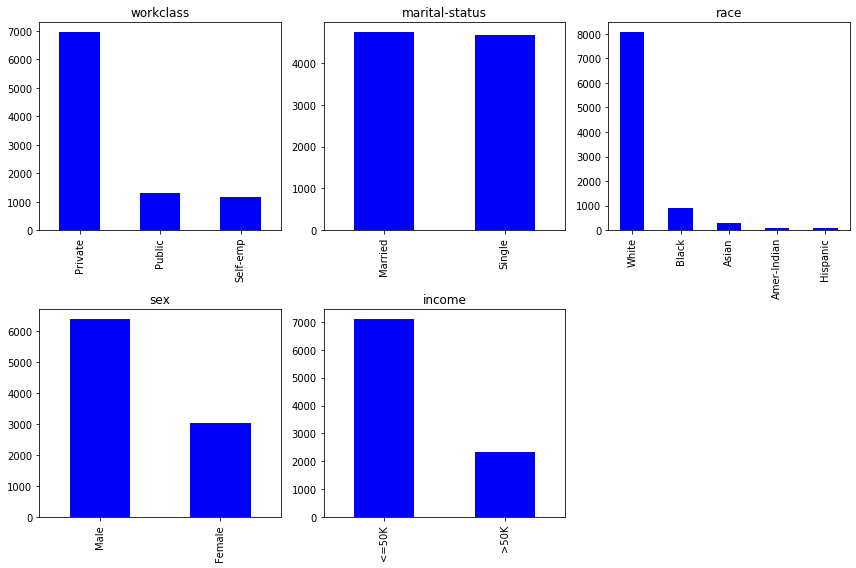 workclass
7000
6000
5000
4000
3000
2000
1000
0
Private
Public
Self-emp
marital-status
4000
3000
2000
1000
0
Married
Single
race
8000
7000
6000
5000
4000
3000
2000
1000
0
White
Black
Asian
Amer-Indian
Hispanic
sex
6000
5000
4000
3000
2000
1000
0
Male
Female
income
7000
6000
5000
4000
3000
2000
1000
0
<=50K
>50K